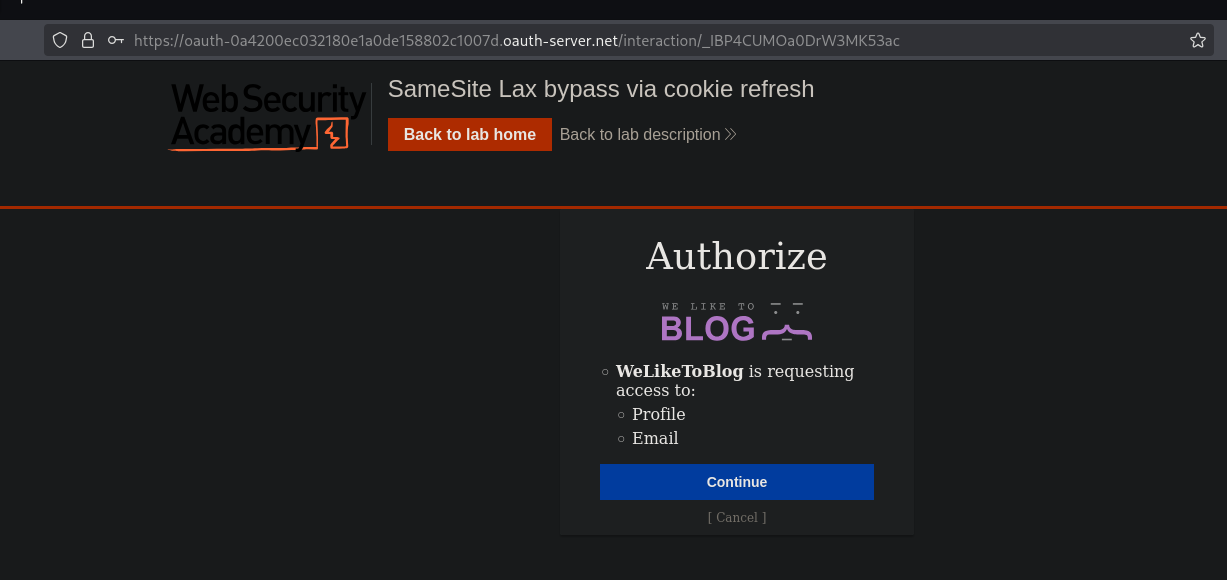 https://oauth-0a4200ec032180e1a0de158802c1007d.oauth-server.net/interaction/_IBP4CUMOa0DrW3MK53ac
Web Security
Academy
SameSite Lax bypass via cookie refresh
Back to lab home
Back to lab description
Authorize
WE LIKE TO
BLOG
WeLikeToBlog is requesting
access to:
Profile
Email
Continue
[ Cancel ]